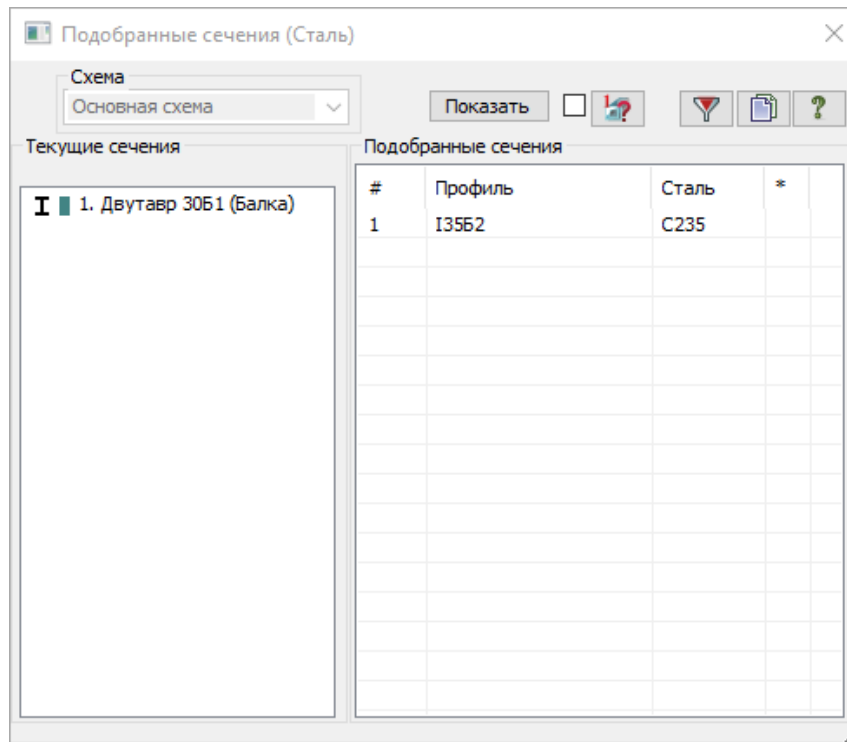 Подобранные сечения (Сталь)
Схема
Основная схема
Показать
Текущие сечения
Подобранные сечения
1. Двутавр 30Б1 (Балка)
# Профиль Сталь *
1 I35Б2 C235